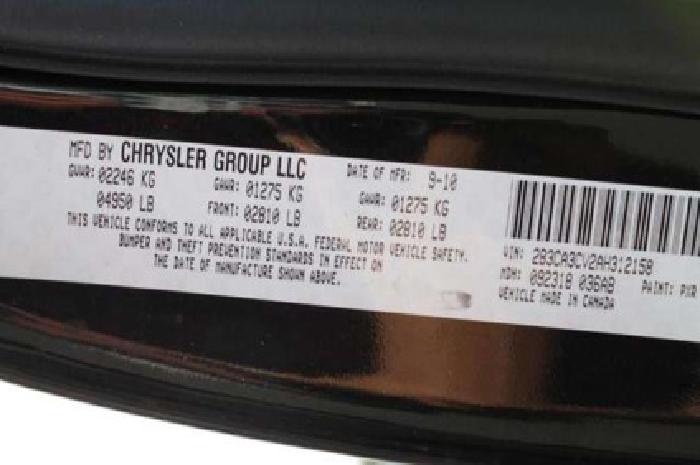 MFD BY CHRYSLER GROUP LLC DATE OF MFR: 9-10
GVWR: 02246 KG GAWR: 01275 KG GAWR: 01275 KG
04950 LB FRONT: 02810 LB REAR: 02810 LB
THIS VEHICLE CONFORMS TO ALL APPLICABLE U.S.A. FEDERAL MOTOR VEHICLE SAFETY,
BUMPER AND THEFT PREVENTION STANDARDS IN EFFECT ON
THE DATE OF MANUFACTURE SHOWN ABOVE.
VIN: 2B3CA3CV2AH312158
MDH: 092318 036AB PAINT: PXR
VEHICLE MADE IN CANADA